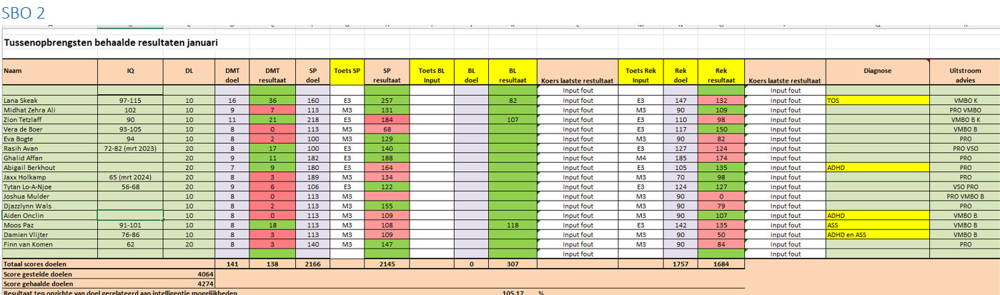 SBO 2
Tussenopbrengsten behaalde resultaten januari
Naam IQ DL DMT doel DMT resultaat SP doel Toets SP SP resultaat Toets BL Input BL doel BL resultaat Koers laatste restultaat Toets Rek Input Rek doel Rek resultaat Koers laatste restultaat Diagnose Uitstroom advies
Input fout Input fout
Lana Skeak 97-115 10 16 36 160 E3 257 82 Input fout E3 147 132 Input fout TOS VMBO K
Midhat Zehra Ali 102 10 9 7 113 M3 131 Input fout M3 90 109 Input fout PRO VMBO
Zion Tetzlaff 90 10 11 21 218 E3 184 107 Input fout E3 110 98 Input fout VMBO B K
Vera de Boer 93-105 10 8 0 113 M3 68 Input fout E3 117 150 Input fout VMBO B
Eva Bogte 94 10 8 2 100 M3 129 Input fout M3 90 82 Input fout PRO
Rasih Avan 72-82 (mrt 2023) 20 8 17 100 E3 140 Input fout E3 127 124 Input fout PRO VSO
Ghalid Affan 20 9 11 182 E3 188 Input fout M4 185 174 Input fout PRO
Abigail Berkhout 20 7 9 180 E3 164 Input fout E3 105 135 Input fout ADHD PRO
Jaxx Holkamp 65 (mrt 2024) 20 8 3 189 M3 134 Input fout M3 70 98 Input fout PRO
Tytan Lo-A-Njoe 56-68 20 9 6 106 E3 122 Input fout E3 124 127 Input fout VSO PRO
Joshua Mulder 10 8 0 113 M3 Input fout M3 90 0 Input fout PRO VMBO B
Djazzlynn Wals 10 8 2 113 M3 155 Input fout M3 90 79 Input fout PRO
Aiden Onclin 10 8 0 113 M3 109 Input fout M3 90 107 Input fout ADHD VMBO B
Moos Paz 91-101 10 8 18 113 M3 108 118 Input fout E3 142 135 Input fout ASS VMBO B
Damien Vlijter 76-86 10 8 3 113 M3 109 Input fout M3 90 50 Input fout ADHD en ASS VMBO B
Finn van Komen 62 20 8 3 140 M3 147 Input fout M3 90 84 Input fout PRO
Input fout Input fout
Totaal scores doelen 141 138 2166 2145 0 307 1757 1684
Score gestelde doelen 4064
Score gehaalde doelen 4274
Resultaat ten opzichte van doel gerelateerd aan intelligentie mogelijkheden 105,17 %